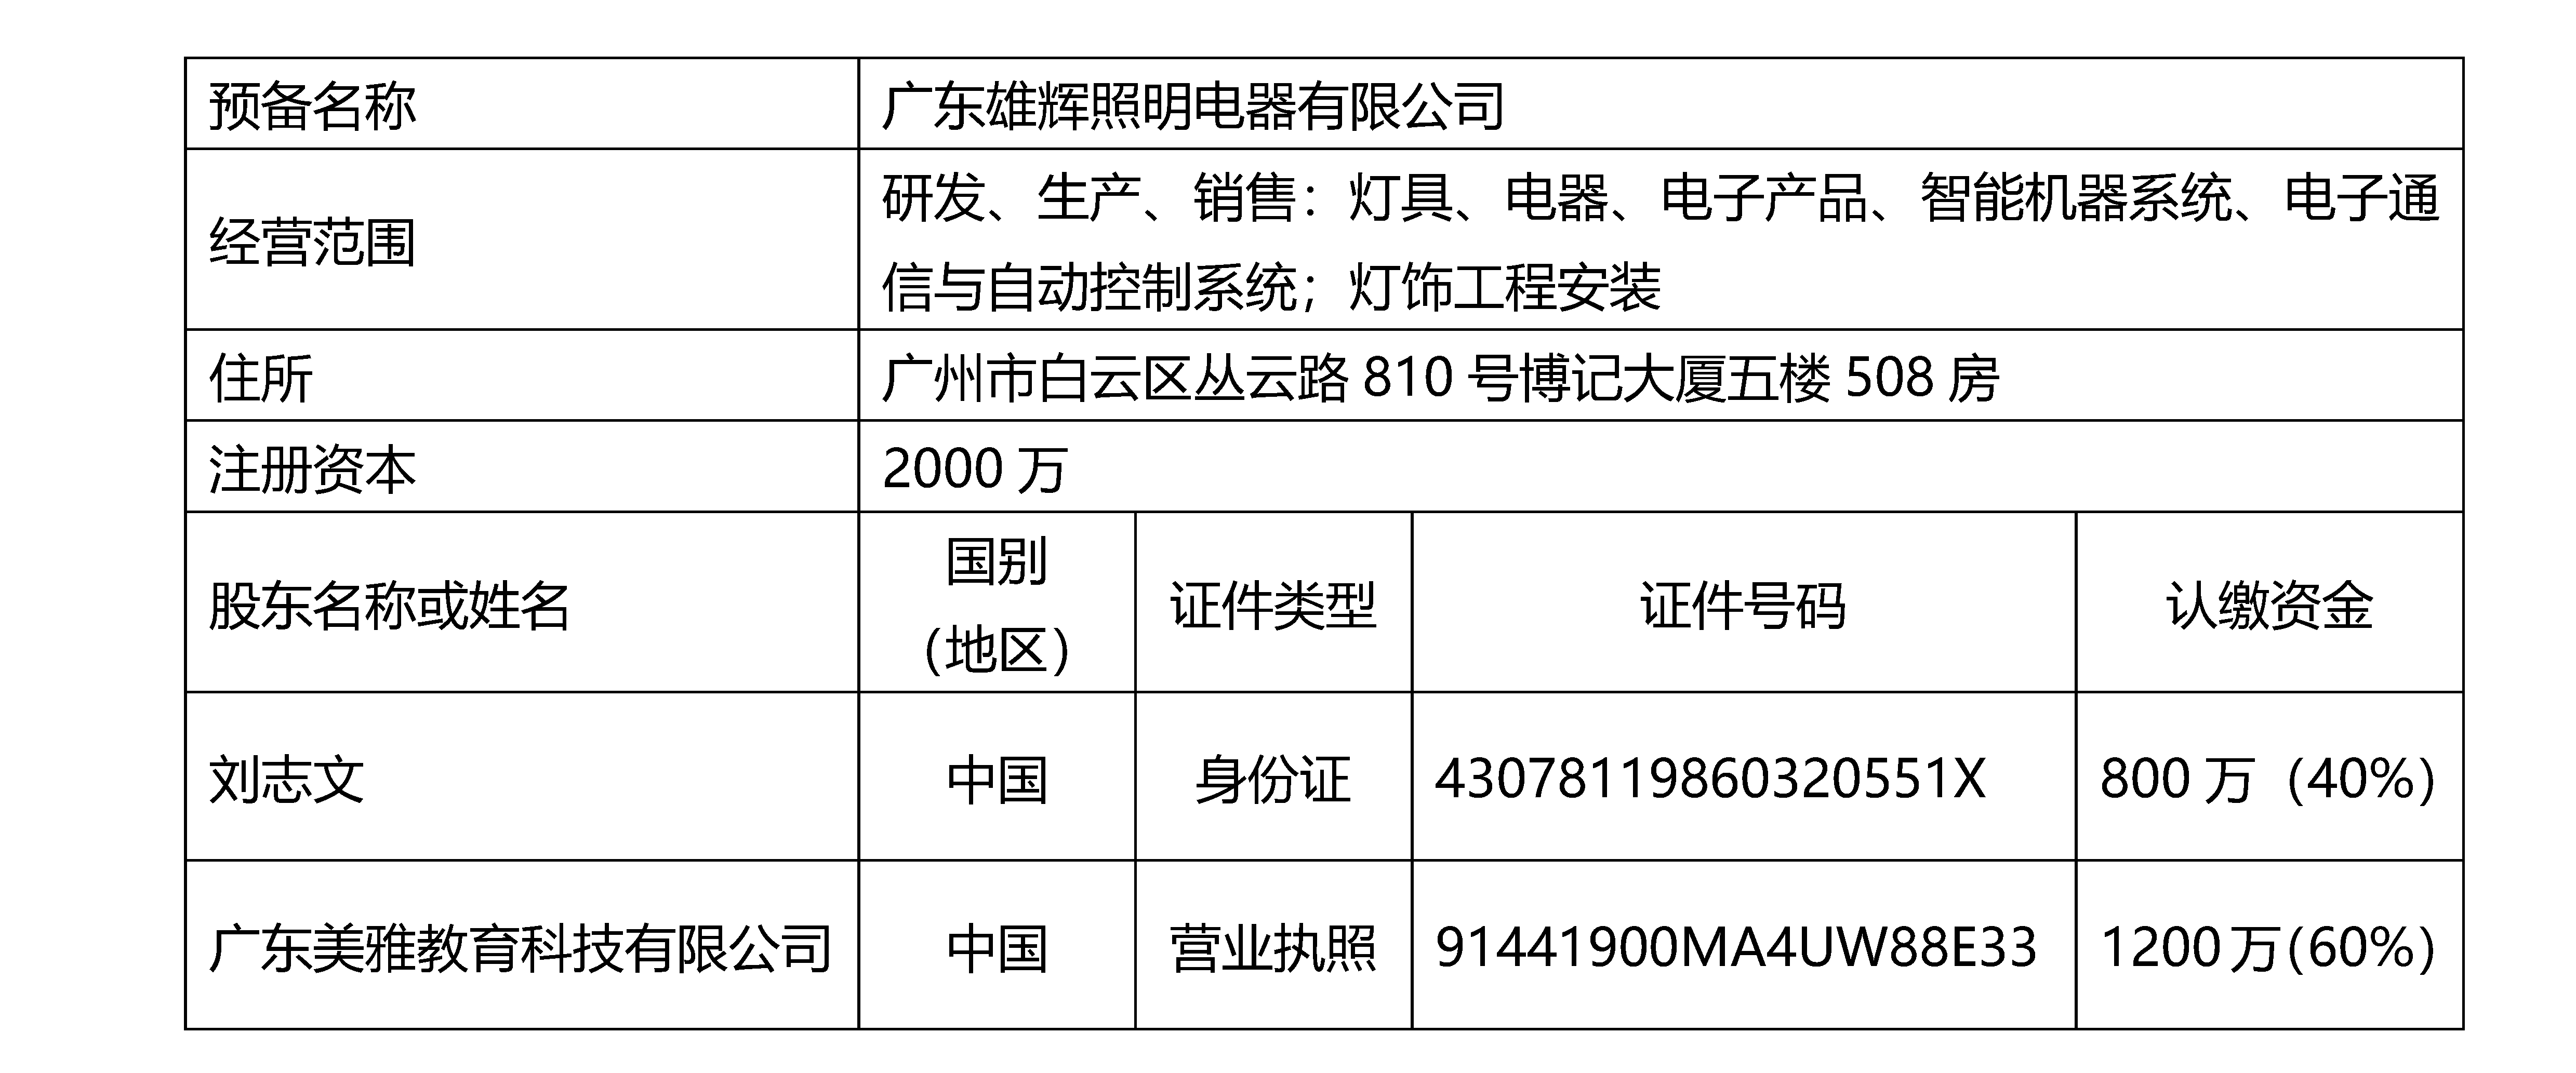 预备名称
广东雄辉照明电器有限公司
经营范围
研发、生产、销售：灯具、电器、电子产品、智能机器系统、电子通
信与自动控制系统；灯饰工程安装
住所
广州市白云区丛云路 810 号博记大厦五楼 508 房
注册资本
2000 万
股东名称或姓名
国别
（地区）
证件类型
证件号码
认缴资金
刘志文
中国
身份证
43078119860320551X
800 万（40%）
广东美雅教育科技有限公司
中国
营业执照
91441900MA4UW88E33
1200 万(60%）